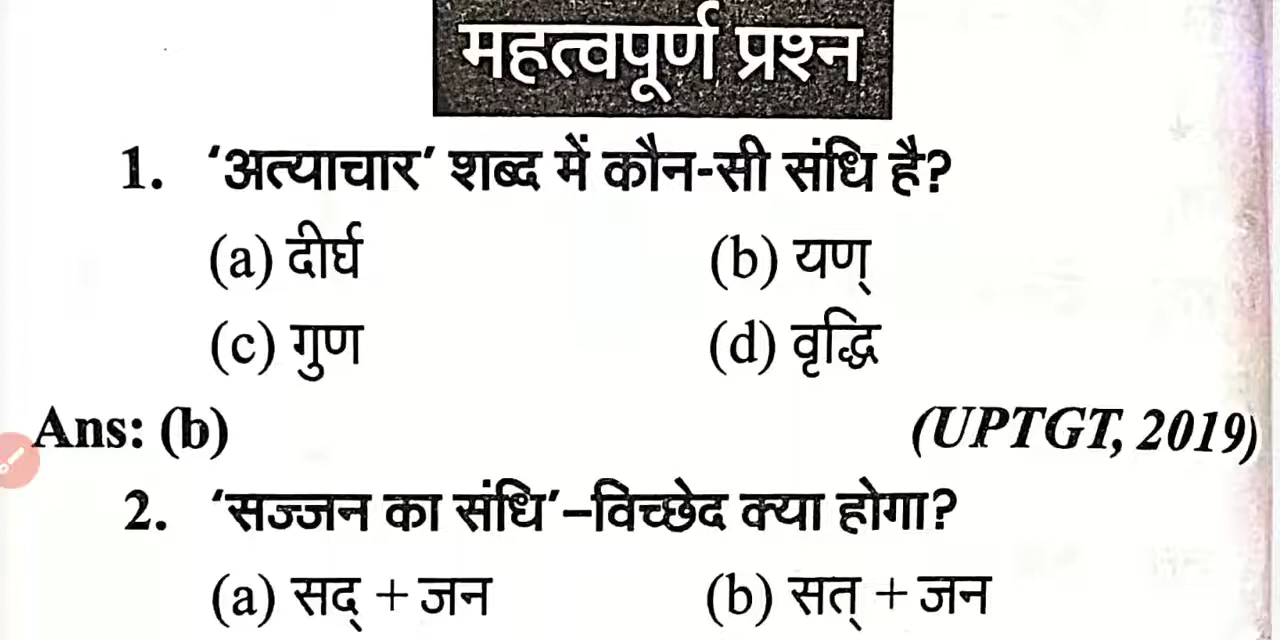 महत्वपूर्ण प्रश्न
1. ‘अत्याचार’ शब्द में कौन-सी संधि है?
(a) दीर्घ (b) यण्
(c) गुण (d) वृद्धि
Ans: (b) (UPTGT, 2019)
2. ‘सज्जन का संधि’–विच्छेद क्या होगा?
(a) सद् + जन (b) सत् + जन